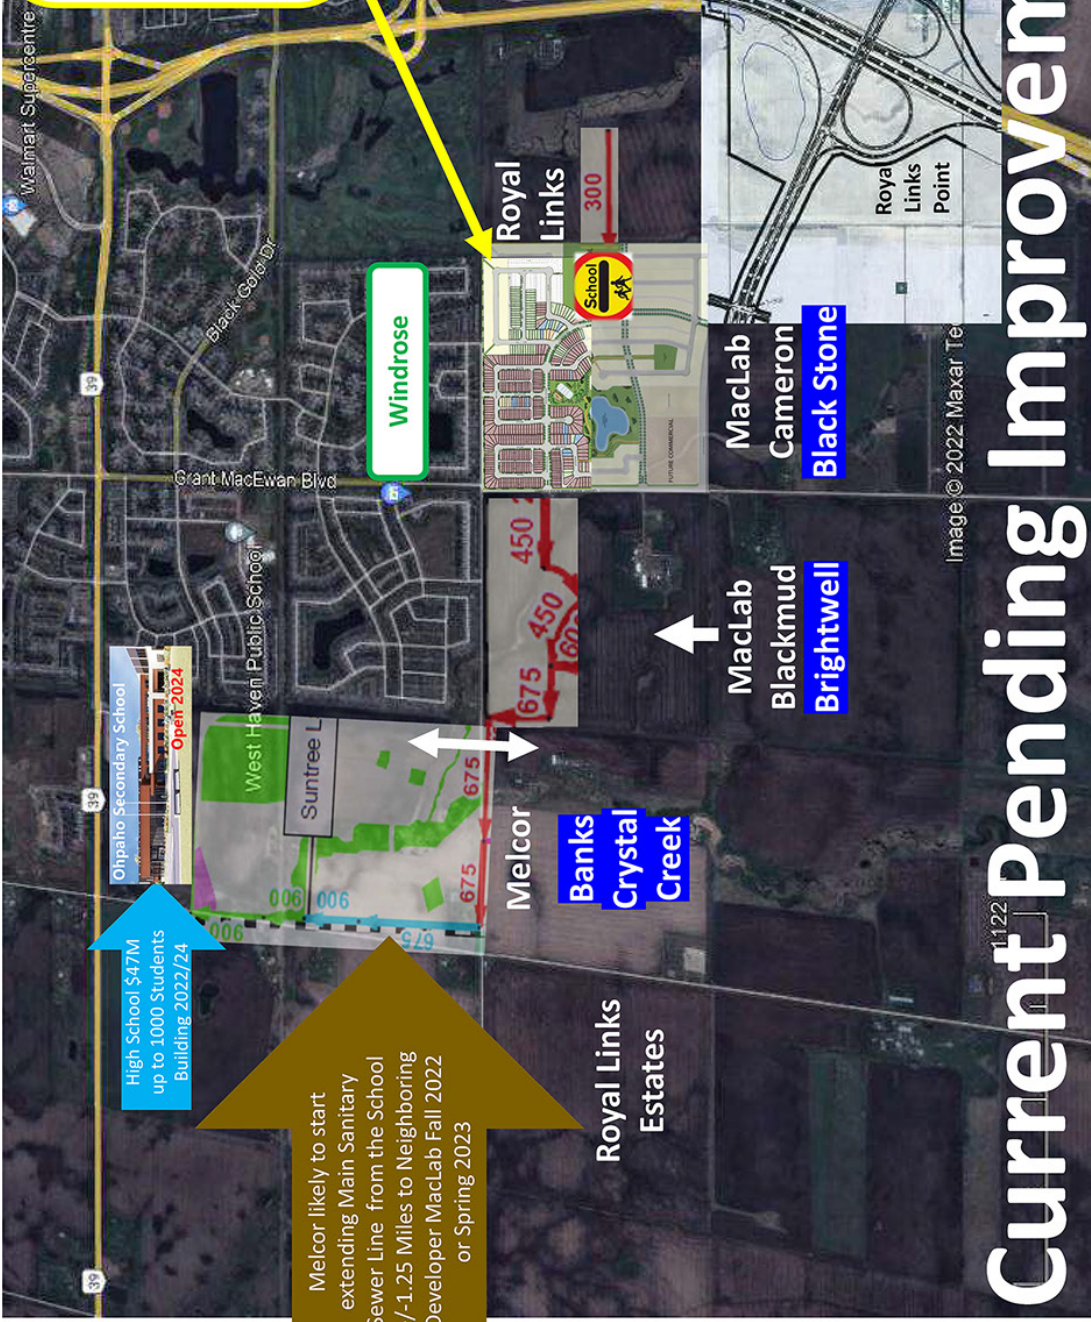 Walmart Supercentre
39
Black Gold Dr
Windrose
Grant MacEwan Blvd
39
Ohpaho Secondary School
Open 2024
West Haven Public School
Suntree L
High School $47M
up to 1000 Students
Building 2022/24
39
Royal
Links
300
School
FUTURE COMMERCIAL
Royal
Links
Point
MacLab
Cameron
Black Stone
450
450
675
MacLab
Blackmud
Brightwell
675
675
900
900
900
675
Melcor
Banks
Crystal
Creek
Melcor likely to start
extending Main Sanitary
Sewer Line from the School
/-1.25 Miles to Neighboring
Developer MacLab Fall 2022
or Spring 2023
Royal Links
Estates
1122
Image © 2022 Maxar Te
Current Pending Improvem